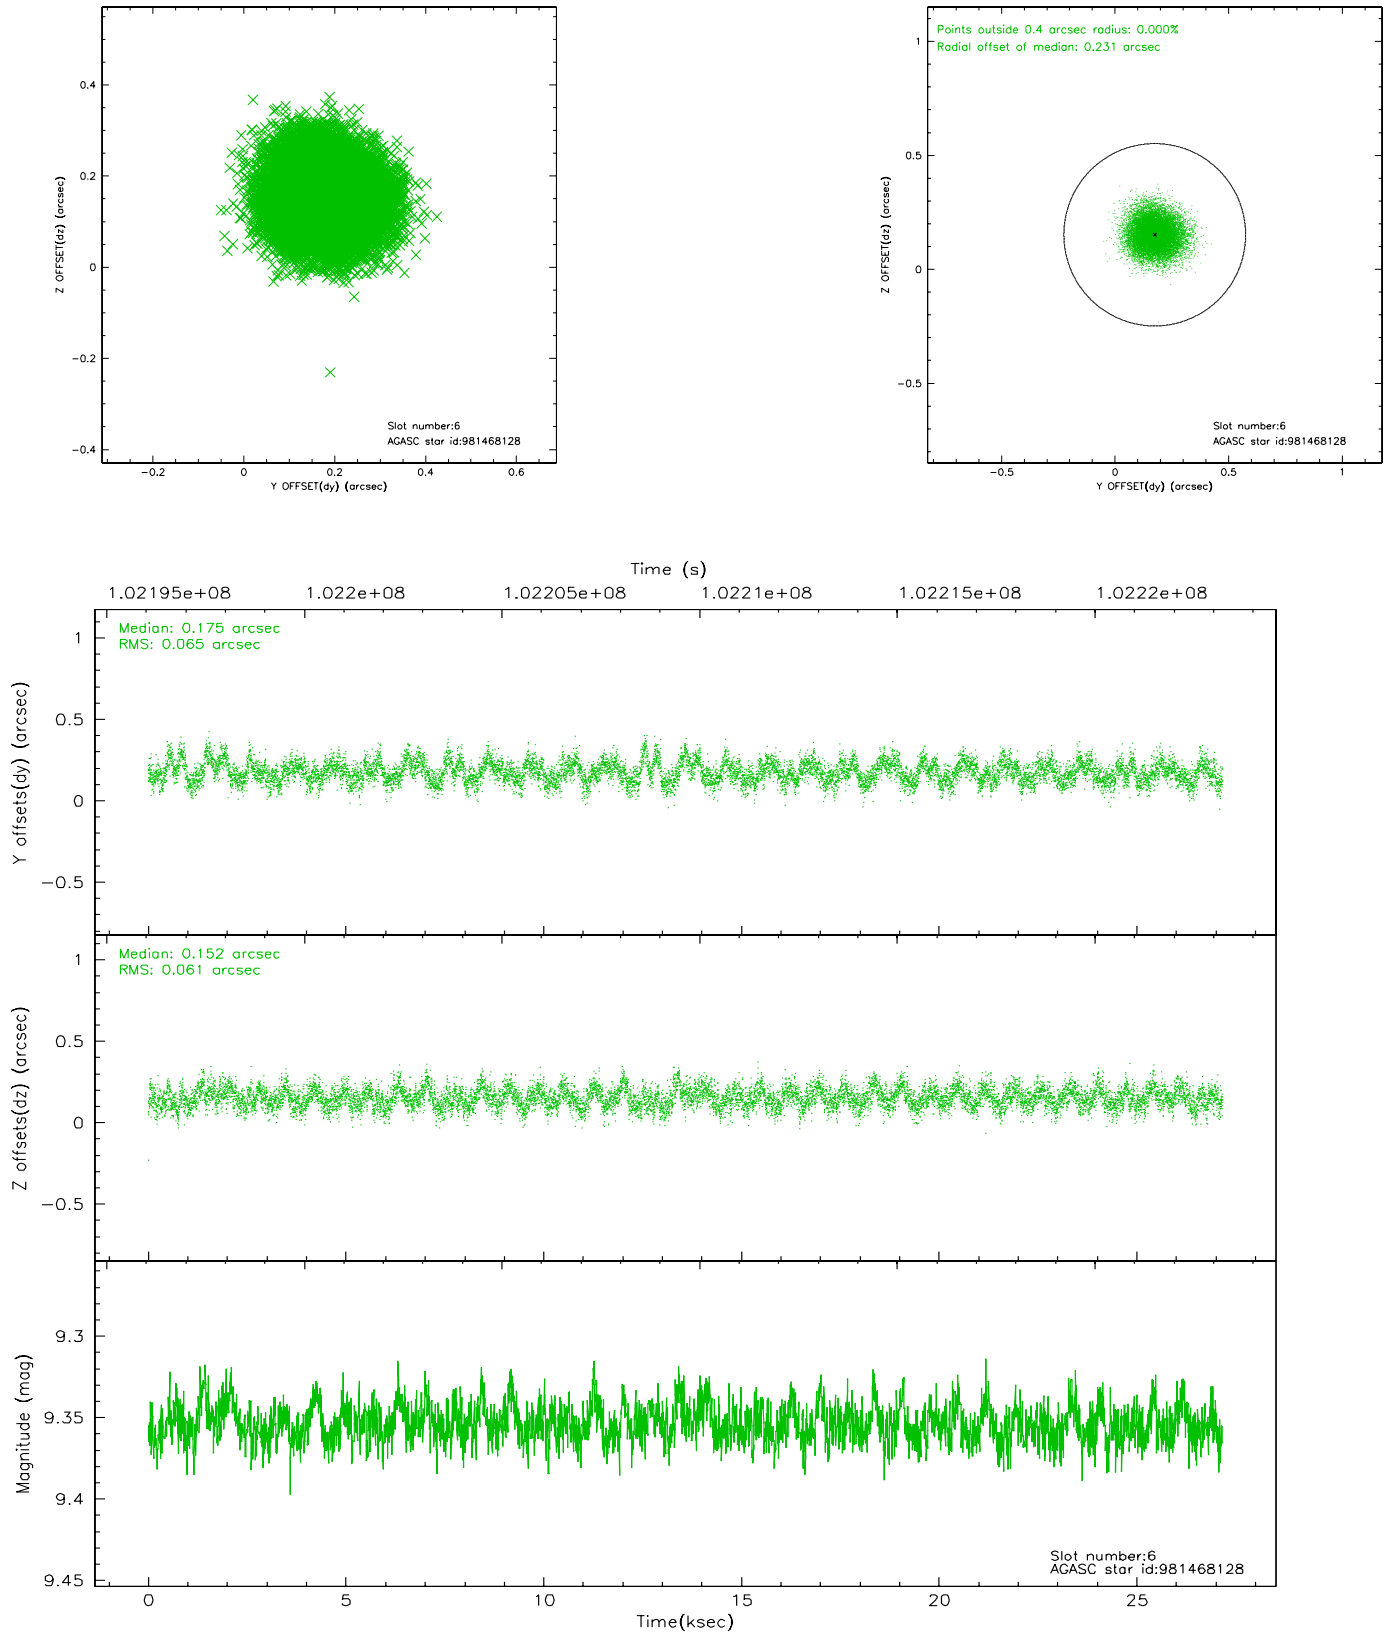 0.4
0.2
0
−0.2
−0.4
−0.2
0
0.2
0.4
0.6
Z OFFSET(dz) (arcsec)
Y OFFSET(dy) (arcsec)
Slot number:6
AGASC star id:981468128
Points outside 0.4 arcsec radius: 0.000%
Radial offset of median: 0.231 arcsec
1
0.5
0
−0.5
−0.5
0
0.5
1
Z OFFSET(dz) (arcsec)
Y OFFSET(dy) (arcsec)
Slot number:6
AGASC star id:981468128
Time (s)
1.02195e+08
1.022e+08
1.02205e+08
1.0221e+08
1.02215e+08
1.0222e+08
Median: 0.175 arcsec
RMS: 0.065 arcsec
1
0.5
0
−0.5
Y offsets(dy) (arcsec)
Median: 0.152 arcsec
RMS: 0.061 arcsec
1
0.5
0
−0.5
Z offsets(dz) (arcsec)
9.3
9.35
9.4
9.45
Magnitude (mag)
Slot number:6
AGASC star id:981468128
0
5
10
15
20
25
Time(ksec)